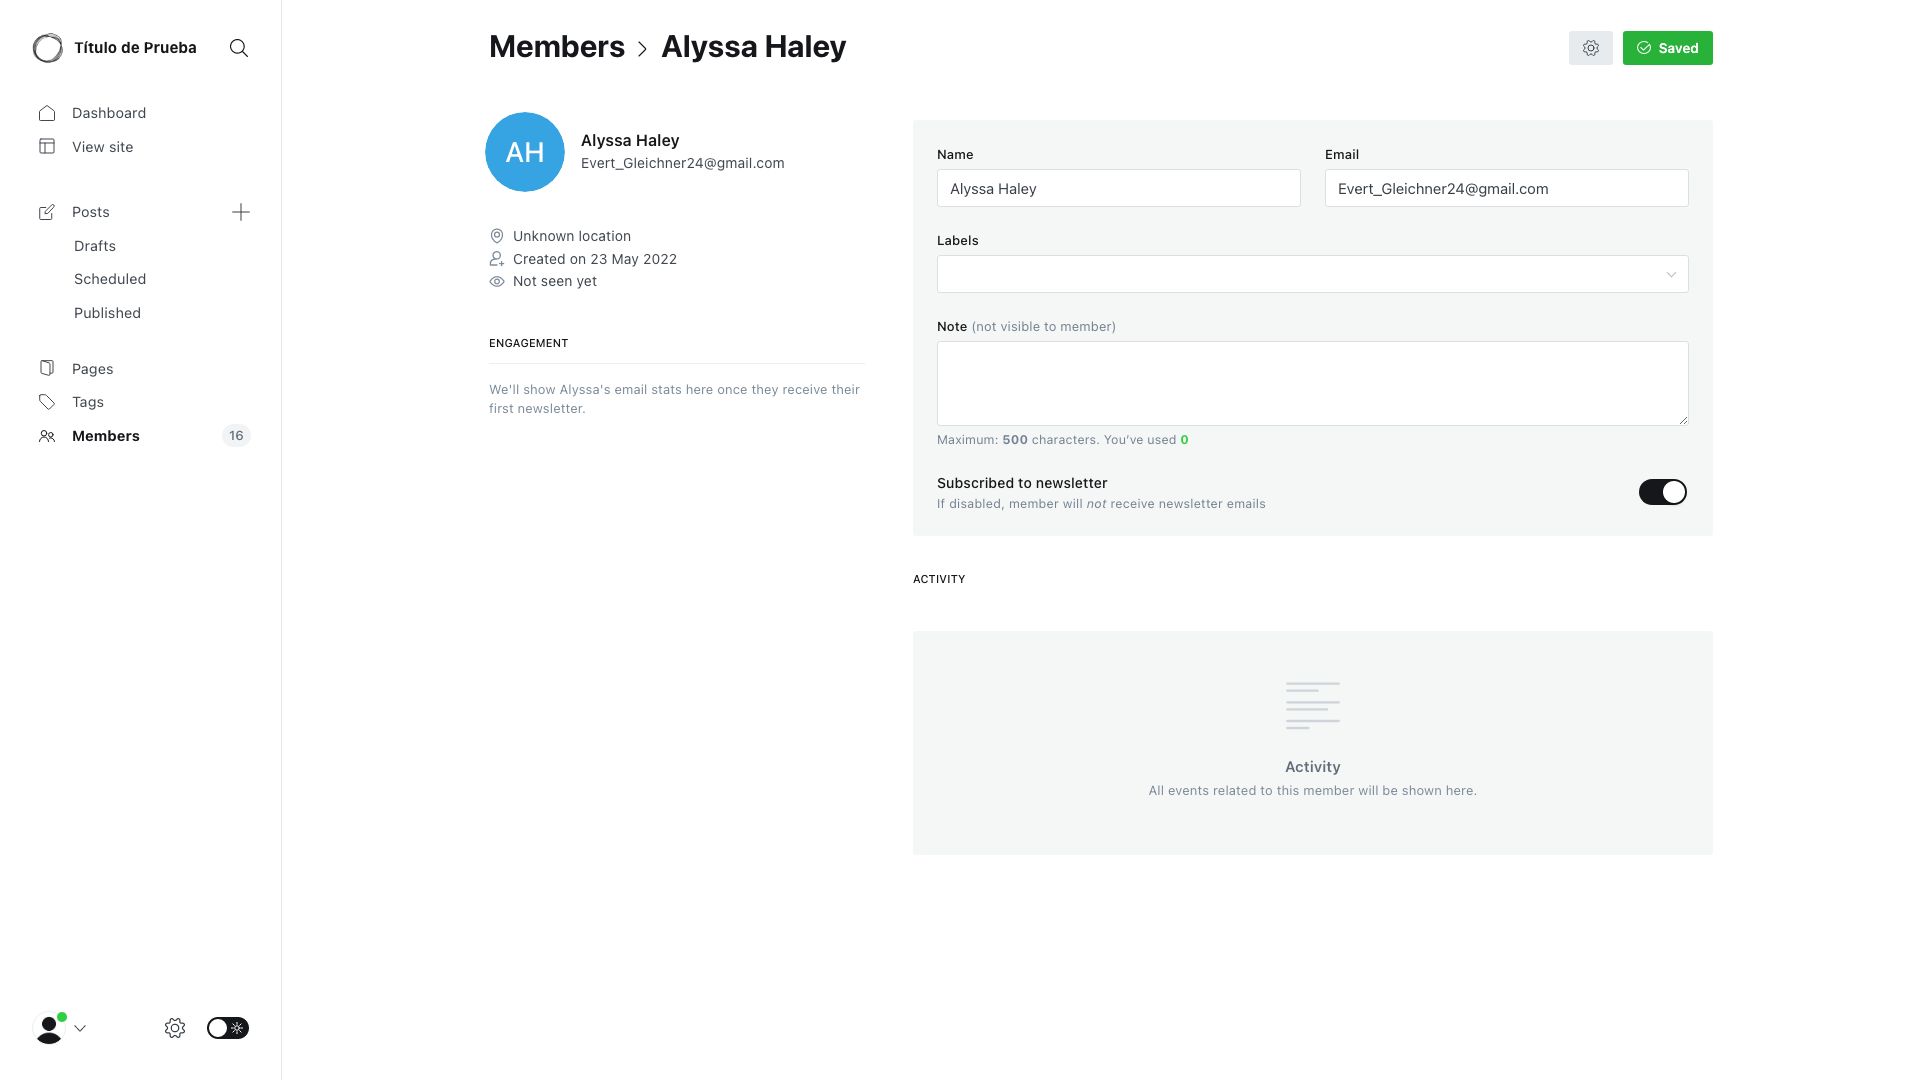 Título de Prueba
Dashboard
View site
Posts
Drafts
Scheduled
Published
Pages
Tags
Members 16
Members > Alyssa Haley
Saved
AH
Alyssa Haley
Evert_Gleichner24@gmail.com
Unknown location
Created on 23 May 2022
Not seen yet
ENGAGEMENT
We'll show Alyssa's email stats here once they receive their
first newsletter.
Name
Alyssa Haley
Email
Evert_Gleichner24@gmail.com
Labels
Note (not visible to member)
Maximum: 500 characters. You've used 0
Subscribed to newsletter
If disabled, member will not receive newsletter emails
ACTIVITY
Activity
All events related to this member will be shown here.